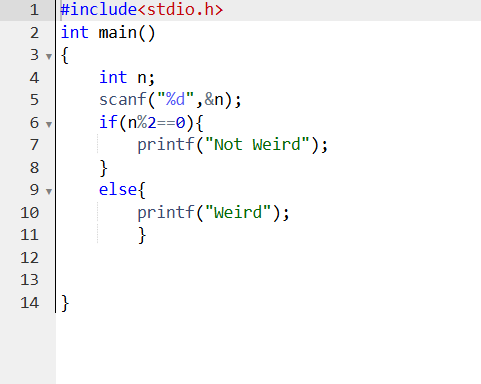 1 #include<stdio.h>
2 int main()
3 {
4     int n;
5     scanf("%d",&n);
6     if(n%2==0){
7         printf("Not Weird");
8     }
9     else{
10         printf("Weird");
11         }
12
13
14 }